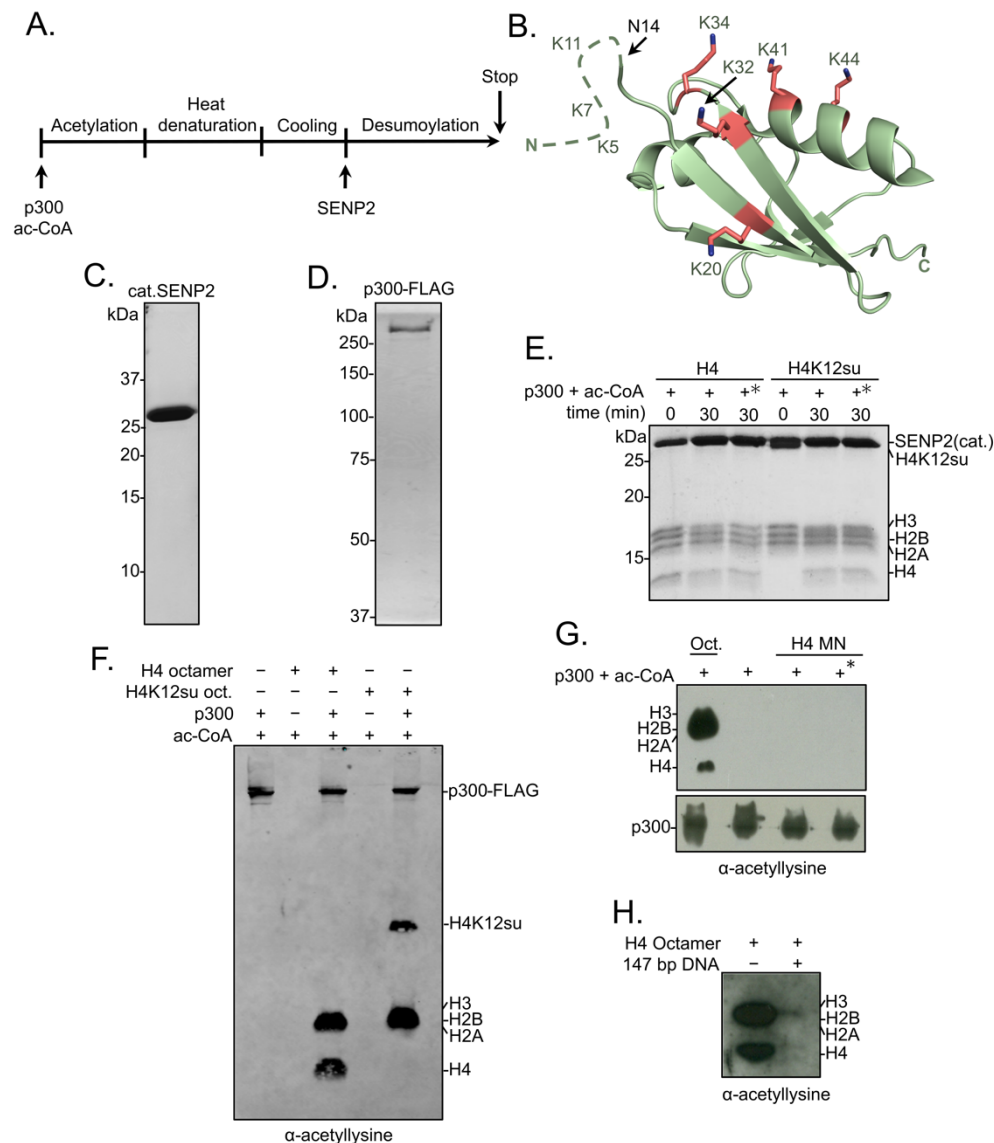 A.
Stop
Heat
Acetylation denaturation Cooling Desumoylation
p300
ac-CoA
SENP2
B.
K11 N14 K34
K41 K44
K32
K7
N K5
K20
C
C.
cat.SENP2
kDa
37
25
20
15
10
D.
p300-FLAG
kDa
250
150
100
75
50
37
E.
H4 H4K12su
p300 + ac-CoA + + +* + + +*
time (min) 0 30 30 0 30 30
kDa
25
20
15
SENP2(cat.)
H4K12su
H3
H2B
H2A
H4
F.
H4 octamer – + + – –
H4K12su oct. – – – + +
p300 + – + – +
ac-CoA + + + + +
p300-FLAG
H4K12su
H3
H2B
H2A
H4
α-acetyllysine
G.
Oct. H4 MN
p300 + ac-CoA + + + +*
H3
H2B
H2A
H4
p300
α-acetyllysine
H.
H4 Octamer + +
147 bp DNA – +
H3
H2B
H2A
H4
α-acetyllysine